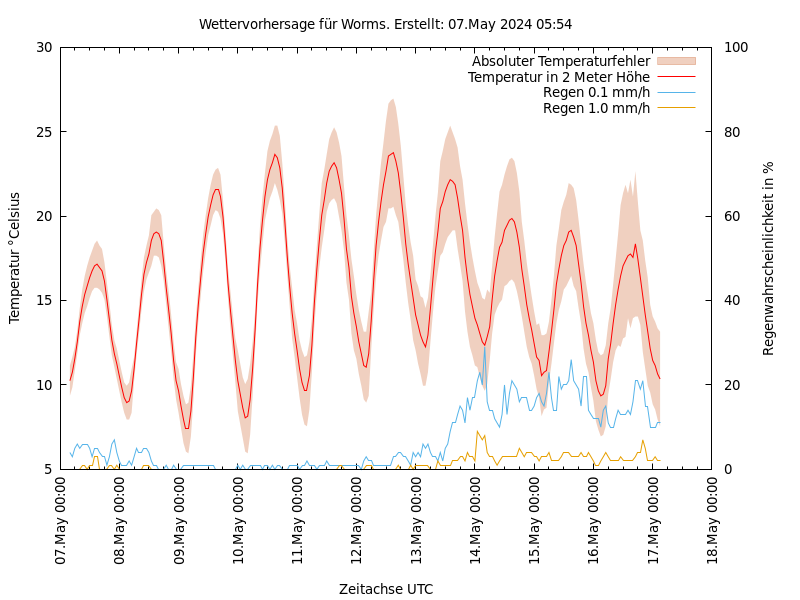 Wettervorhersage für Worms. Erstellt: 07.May 2024 05:54
Absoluter Temperaturfehler
Temperatur in 2 Meter Höhe
Regen 0.1 mm/h
Regen 1.0 mm/h
30
25
20
15
10
5
100
80
60
40
20
0
Temperatur °Celsius
Regenwahrscheinlichkeit in %
07.May 00:00
08.May 00:00
09.May 00:00
10.May 00:00
11.May 00:00
12.May 00:00
13.May 00:00
14.May 00:00
15.May 00:00
16.May 00:00
17.May 00:00
18.May 00:00
Zeitachse UTC